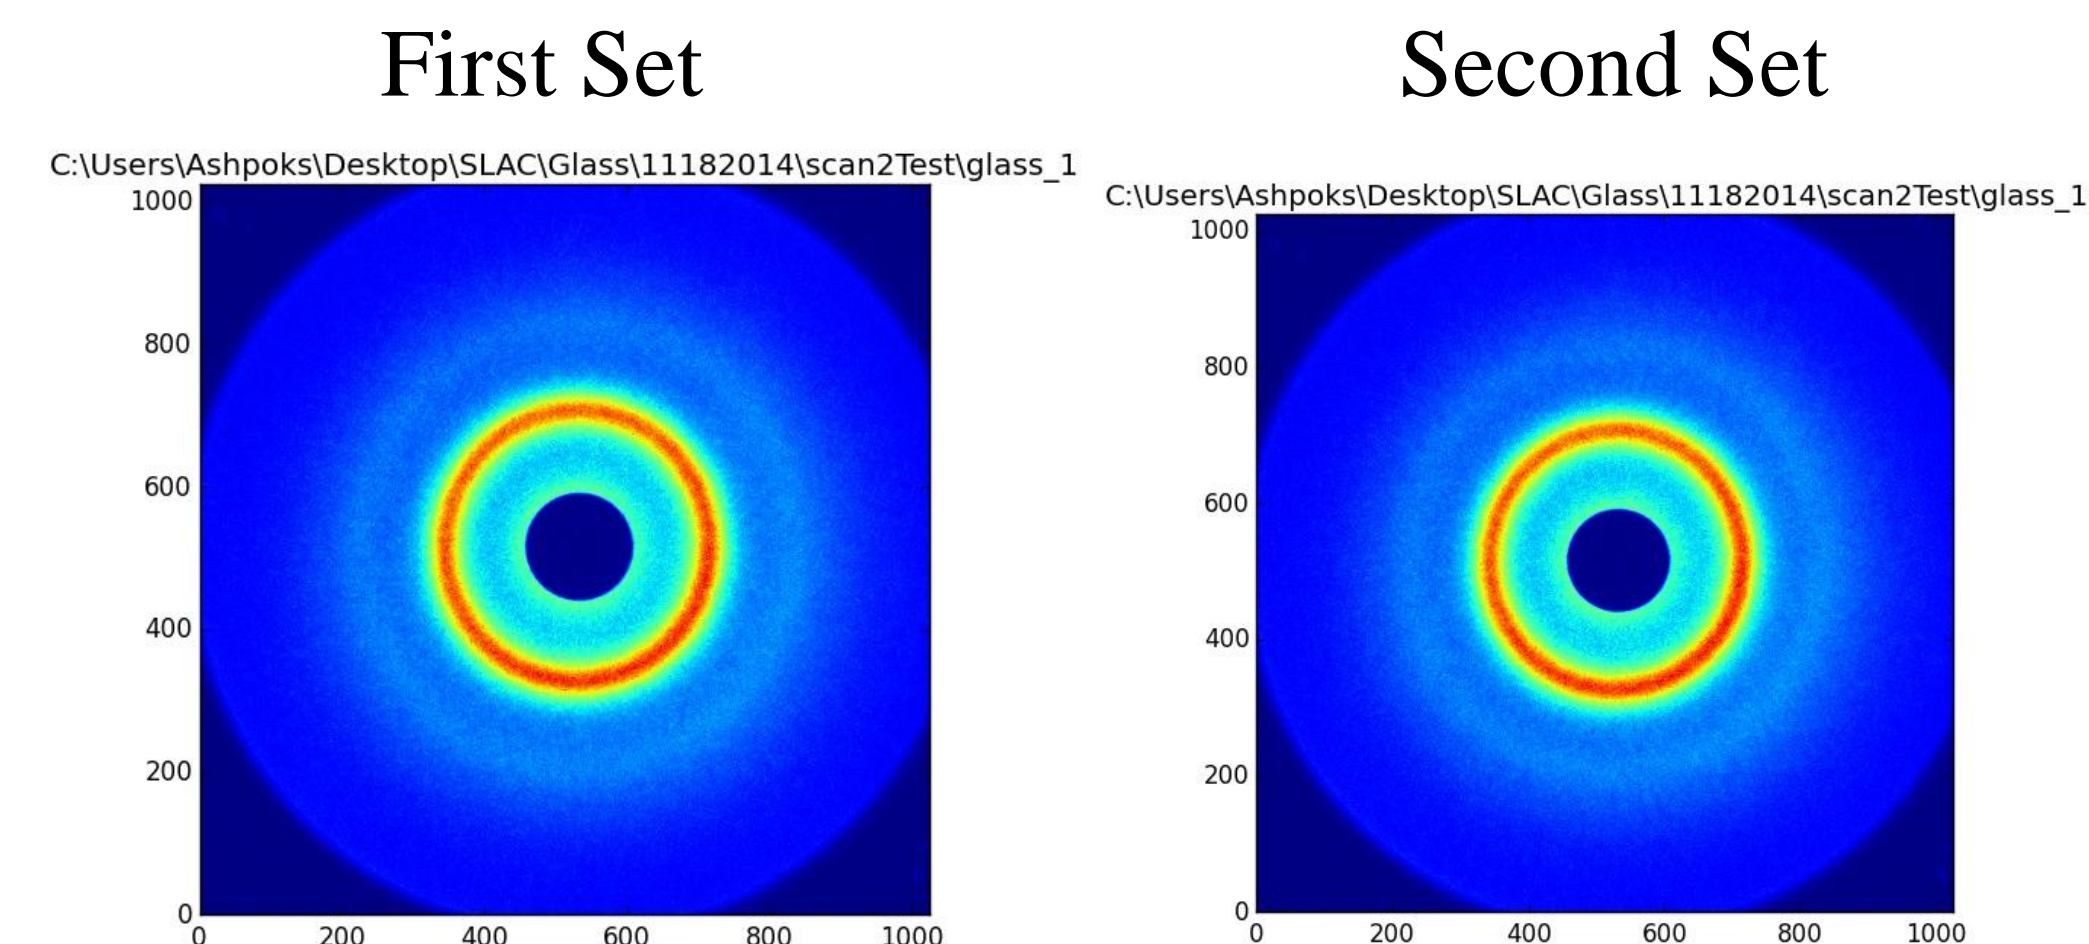 First Set
Second Set
C:\Users\Ashpoks\Desktop\SLAC\Glass\11182014\scan2Test\glass_1
1000
800
600
400
200
0
0 200 400 600 800 1000
C:\Users\Ashpoks\Desktop\SLAC\Glass\11182014\scan2Test\glass_1
1000
800
600
400
200
0
0 200 400 600 800 1000